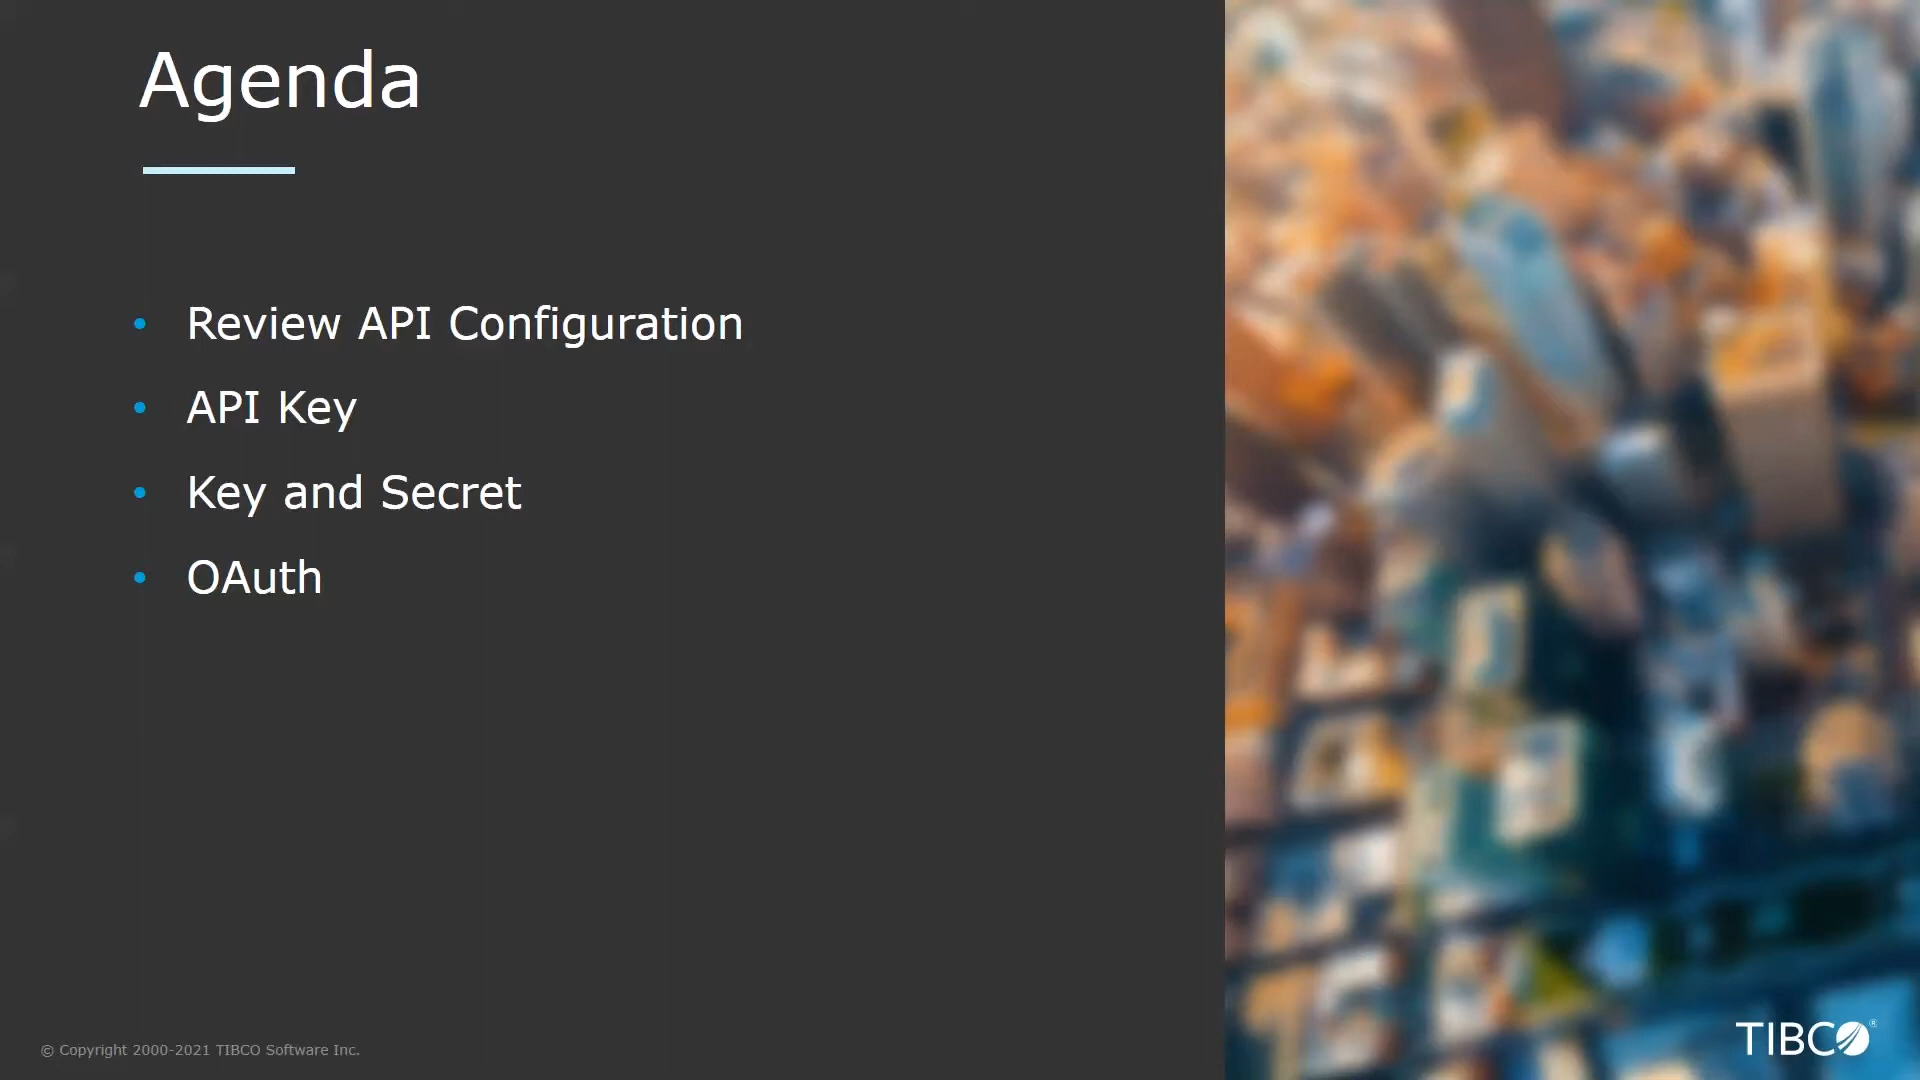 Agenda
• Review API Configuration
• API Key
• Key and Secret
• OAuth
© Copyright 2000-2021 TIBCO Software Inc.
TIBCO®